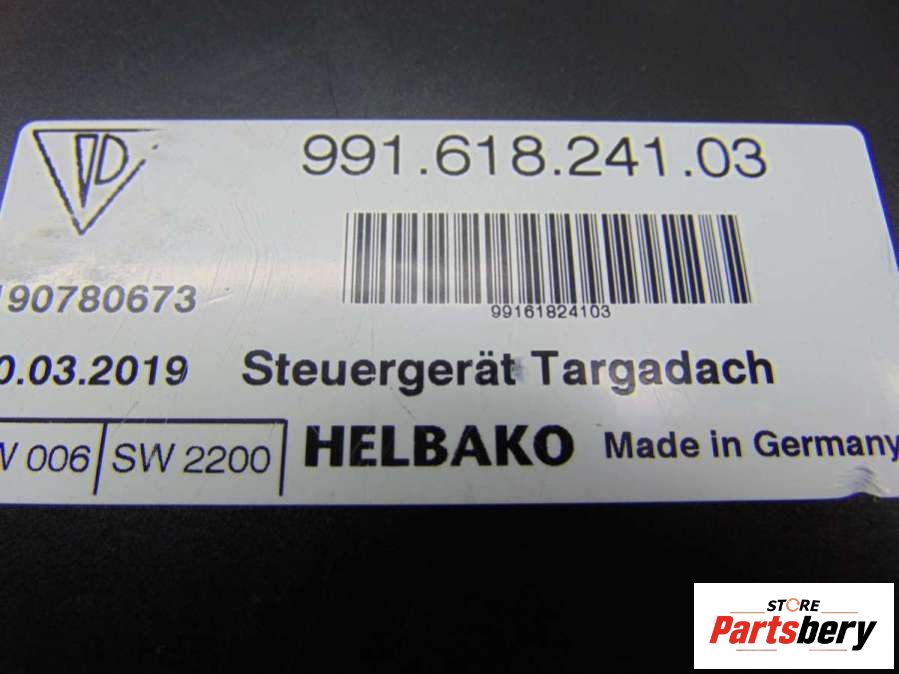 991.618.241.03
99161824103
190780673
0.03.2019 Steuergerät Targadach
W 006 SW 2200 HELBAKO Made in Germany
STORE
Partsbery